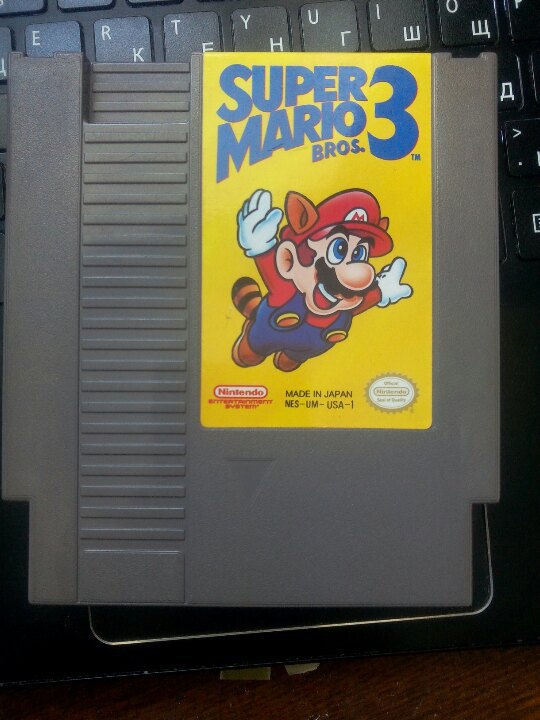 E R T Y U I O
К Е Н Г Ш Щ
Д
>
.
SUPER
MARIO 3
BROS. TM
M
Nintendo
ENTERTAINMENT
SYSTEM
MADE IN JAPAN
NES-UM-USA-1
Official
Nintendo
Seal of Quality